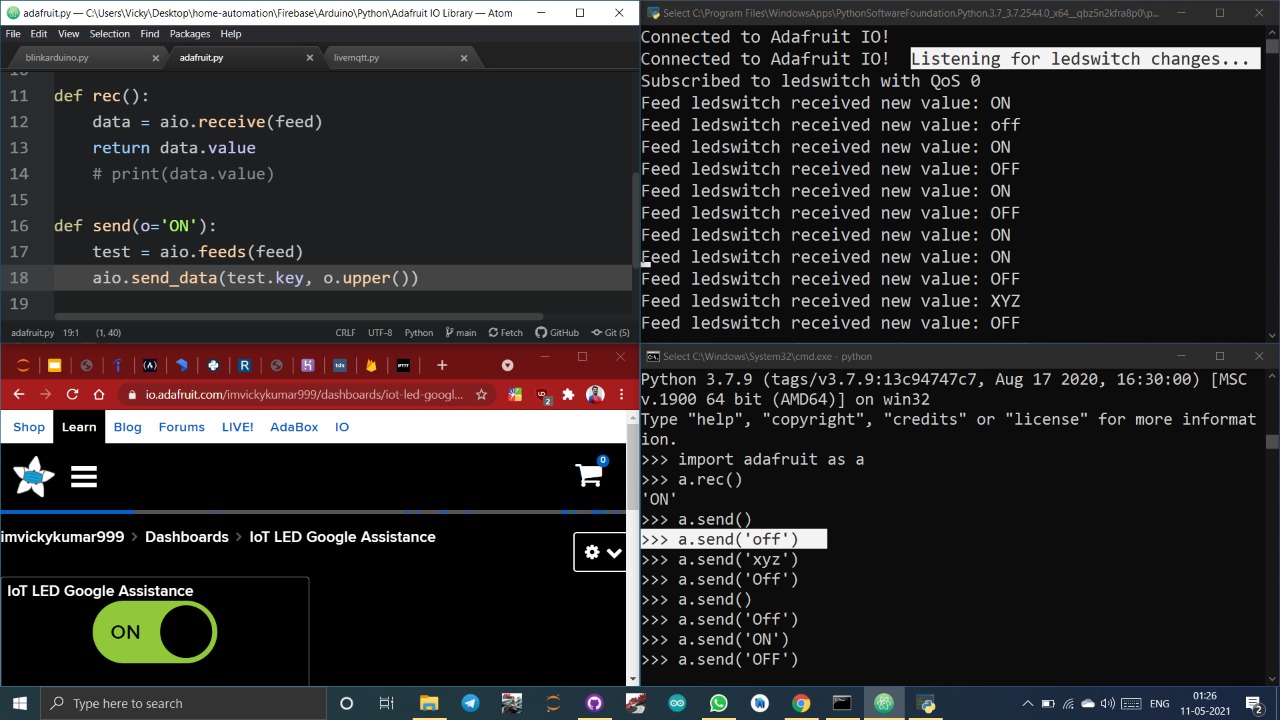 adafruit.py — C:\Users\Vicky\Desktop\home-automation\Firebase\Arduino\Python\Adafruit IO Library — Atom
File Edit View Selection Find Packages Help
blinkarduino.py adafruit.py livemqtt.py
11 def rec():
12 data = aio.receive(feed)
13 return data.value
14 # print(data.value)
15
16 def send(o='ON'):
17 test = aio.feeds(feed)
18 aio.send_data(test.key, o.upper())
19
adafruit.py 19:1 (1, 40) CRLF UTF-8 Python main Fetch GitHub Git (5)
Select C:\Program Files\WindowsApps\PythonSoftwareFoundation.Python.3.7_3.7.2544.0_x64__qbz5n2kfra8p0\p...
Connected to Adafruit IO!
Connected to Adafruit IO! Listening for ledswitch changes...
Subscribed to ledswitch with QoS 0
Feed ledswitch received new value: ON
Feed ledswitch received new value: off
Feed ledswitch received new value: ON
Feed ledswitch received new value: OFF
Feed ledswitch received new value: ON
Feed ledswitch received new value: OFF
Feed ledswitch received new value: ON
Feed ledswitch received new value: ON
Feed ledswitch received new value: OFF
Feed ledswitch received new value: XYZ
Feed ledswitch received new value: OFF
io.adafruit.com/imvickykumar999/dashboards/iot-led-googl...
Shop Learn Blog Forums LIVE! AdaBox IO
0
imvickykumar999 > Dashboards > IoT LED Google Assistance
IoT LED Google Assistance
ON
Select C:\Windows\System32\cmd.exe - python
Python 3.7.9 (tags/v3.7.9:13c94747c7, Aug 17 2020, 16:30:00) [MSC
v.1900 64 bit (AMD64)] on win32
Type "help", "copyright", "credits" or "license" for more informat
ion.
>>> import adafruit as a
>>> a.rec()
'ON'
>>> a.send()
>>> a.send('off')
>>> a.send('xyz')
>>> a.send('Off')
>>> a.send()
>>> a.send('Off')
>>> a.send('ON')
>>> a.send('OFF')
Type here to search
ENG
01:26
11-05-2021
2